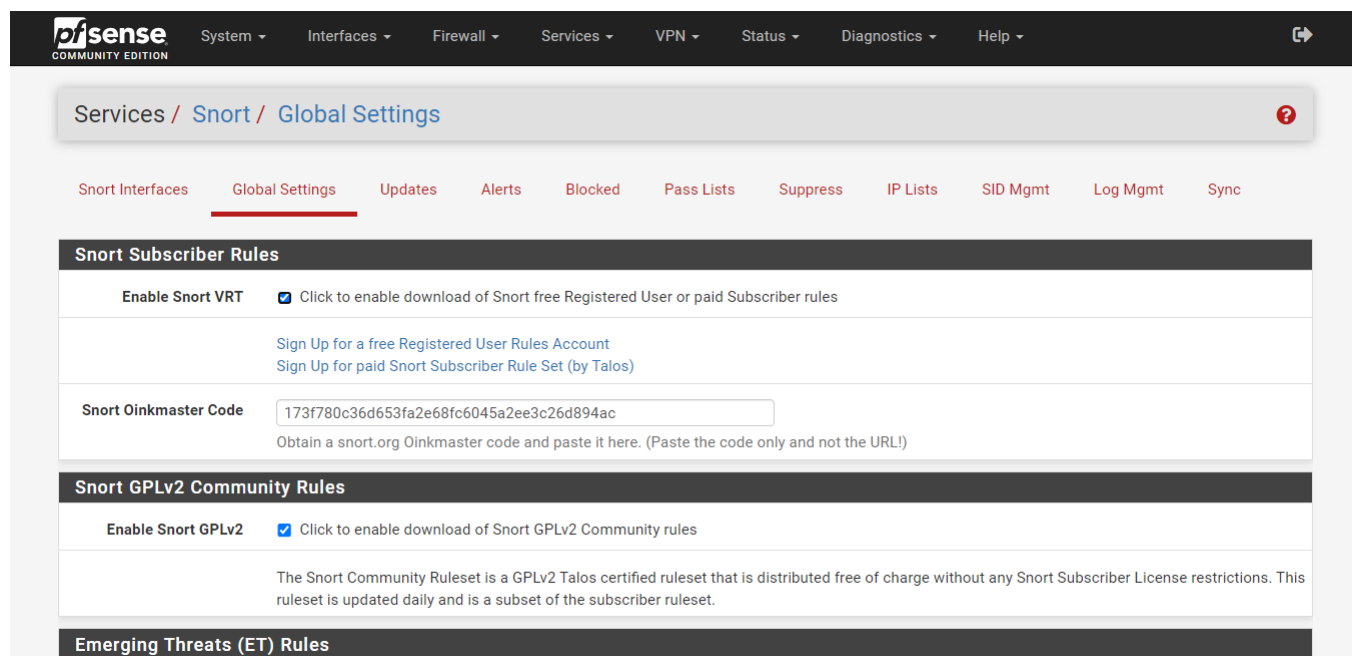 pfsense
COMMUNITY EDITION
System Interfaces Firewall Services VPN Status Diagnostics Help
Services / Snort / Global Settings
Snort Interfaces Global Settings Updates Alerts Blocked Pass Lists Suppress IP Lists SID Mgmt Log Mgmt Sync
Snort Subscriber Rules
Enable Snort VRT Click to enable download of Snort free Registered User or paid Subscriber rules
Sign Up for a free Registered User Rules Account
Sign Up for paid Snort Subscriber Rule Set (by Talos)
Snort Oinkmaster Code 173f780c36d653fa2e68fc6045a2ee3c26d894ac
Obtain a snort.org Oinkmaster code and paste it here. (Paste the code only and not the URL!)
Snort GPLv2 Community Rules
Enable Snort GPLv2 Click to enable download of Snort GPLv2 Community rules
The Snort Community Ruleset is a GPLv2 Talos certified ruleset that is distributed free of charge without any Snort Subscriber License restrictions. This
ruleset is updated daily and is a subset of the subscriber ruleset.
Emerging Threats (ET) Rules